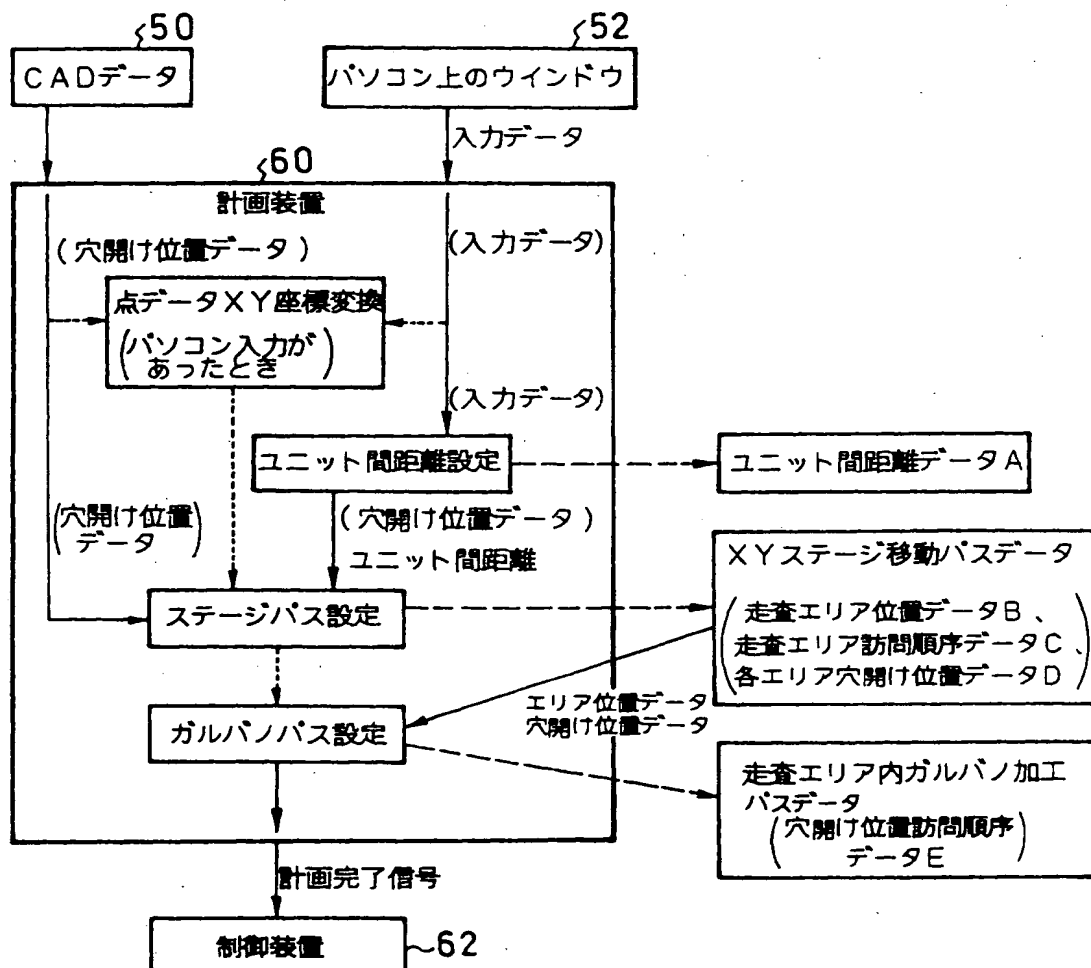 50
52
CADデータ
パソコン上のウインドウ
入力データ
60
計画装置
(穴開け位置データ)
(入力データ)
点データXY座標変換
(パソコン入力が
あったとき)
(入力データ)
ユニット間距離設定
ユニット間距離データA
(穴開け位置
データ)
(穴開け位置データ)
ユニット間距離
XYステージ移動パスデータ
(走査エリア位置データB、
走査エリア訪問順序データC、
各エリア穴開け位置データD)
ステージパス設定
エリア位置データ
穴開け位置データ
ガルバノパス設定
走査エリア内ガルバノ加工
パスデータ
(穴開け位置訪問順序
データE)
計画完了信号
制御装置
62